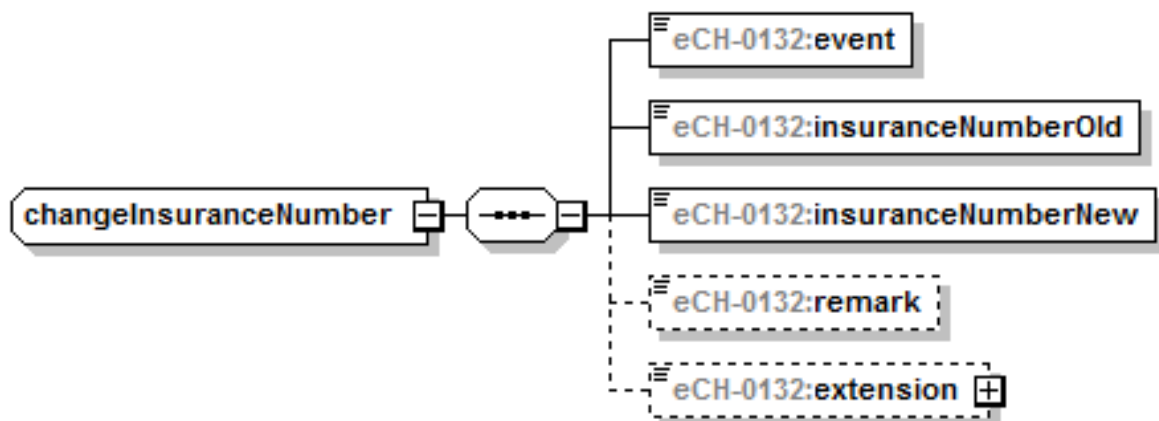 eCH-0132:event
eCH-0132:insuranceNumberOld
changeInsuranceNumber
eCH-0132:insuranceNumberNew
eCH-0132:remark
eCH-0132:extension